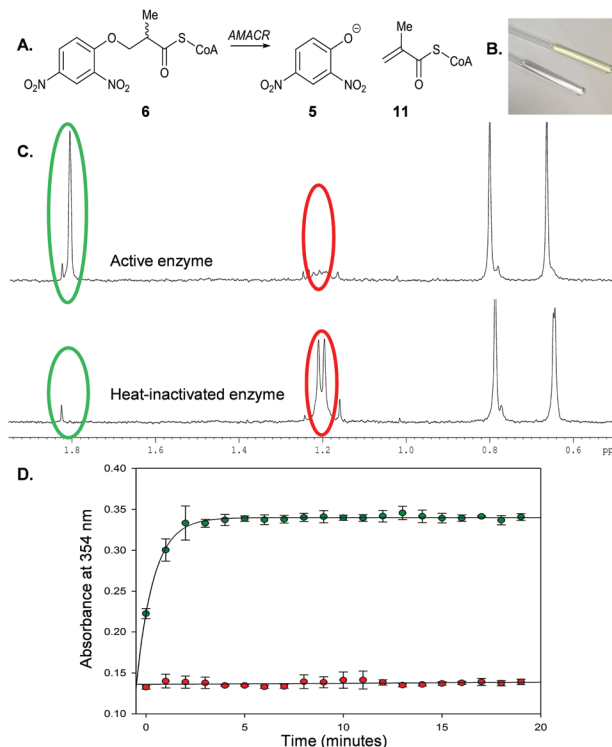 A.
Me
O
S
CoA
O
O₂N
NO₂
6
AMACR
O⊖
O₂N
NO₂
5
Me
S
CoA
O
11
B.
C.
Active enzyme
Heat-inactivated enzyme
1.8 1.6 1.4 1.2 1.0 0.8 0.6 pp
D.
Absorbance at 354 nm
0.40
0.35
0.30
0.25
0.20
0.15
0.10
0 5 10 15 20
Time (minutes)